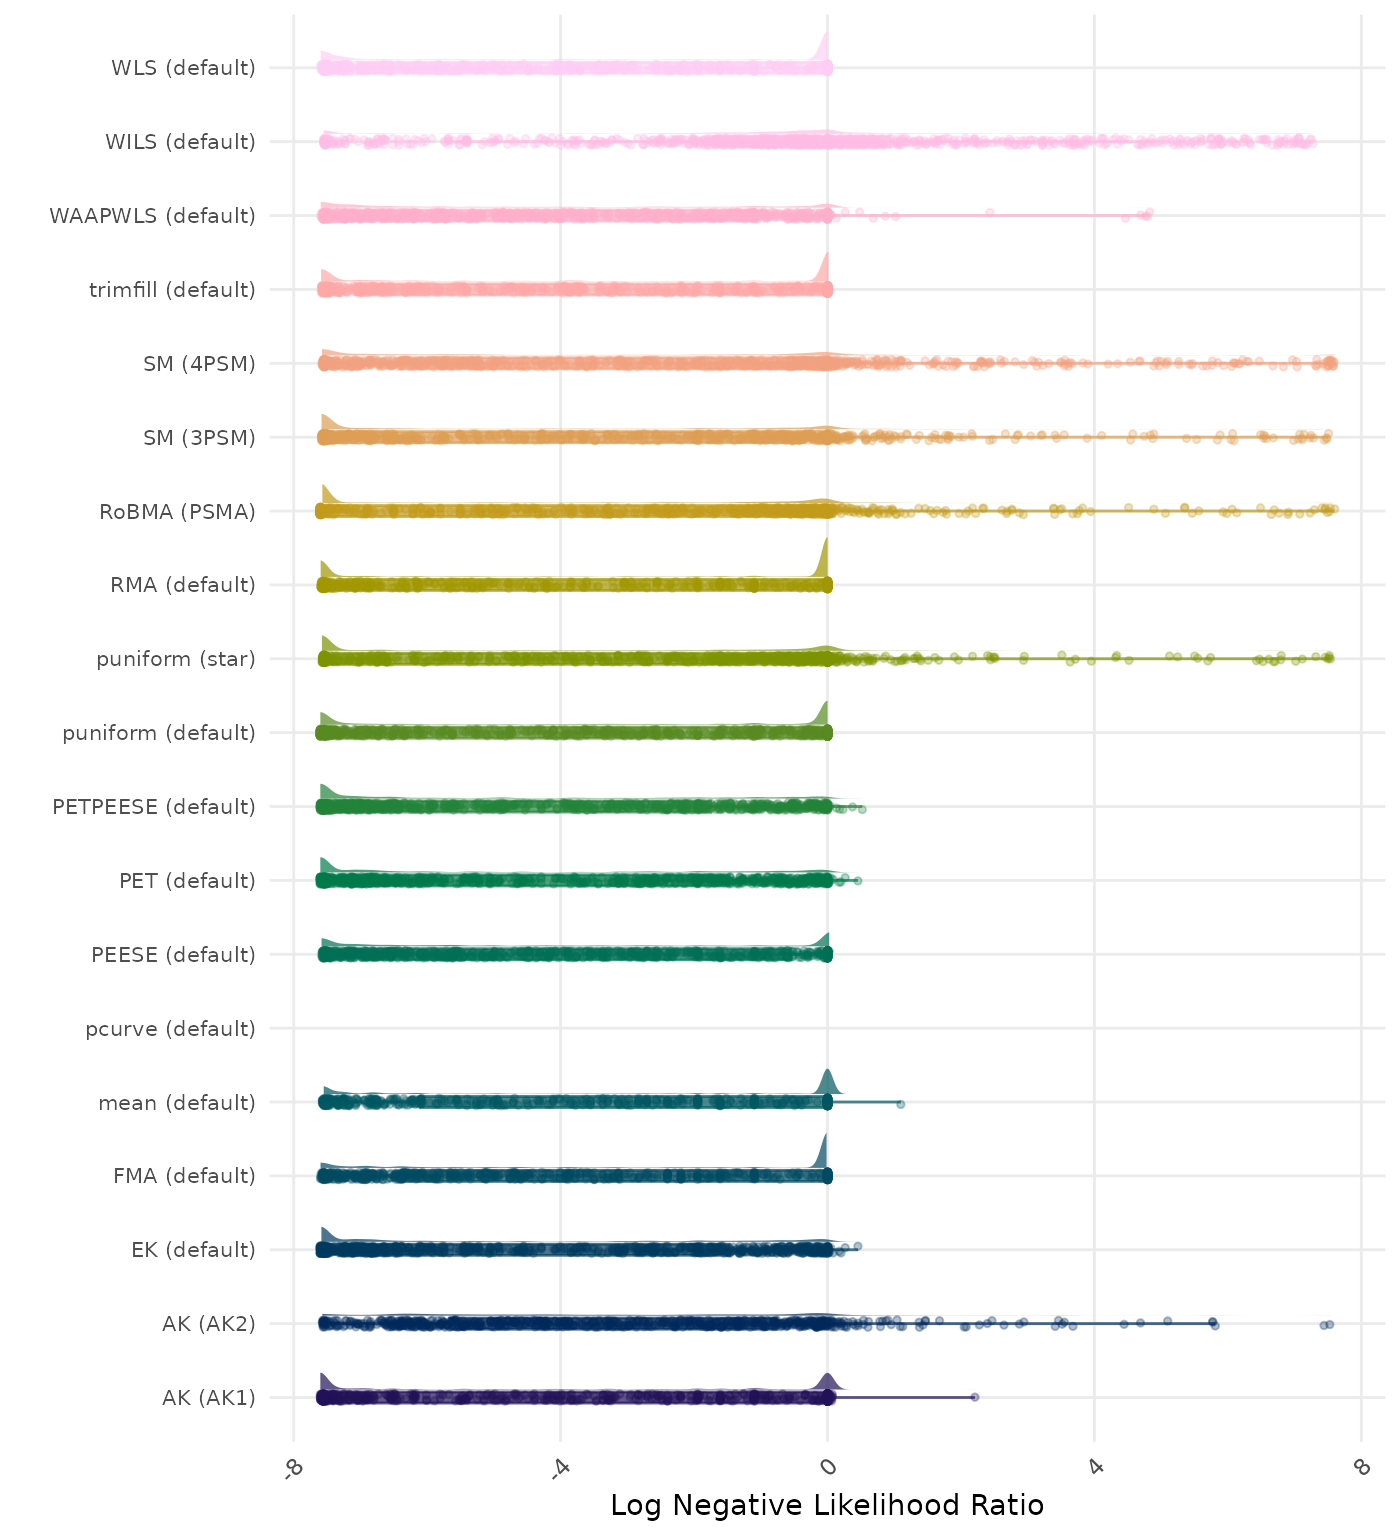 WLS (default)
WILS (default)
WAAPWLS (default)
trimfill (default)
SM (4PSM)
SM (3PSM)
RoBMA (PSMA)
RMA (default)
puniform (star)
puniform (default)
PETPEESE (default)
PET (default)
PEESE (default)
pcurve (default)
mean (default)
FMA (default)
EK (default)
AK (AK2)
AK (AK1)
-8 -4 0 4 8
Log Negative Likelihood Ratio